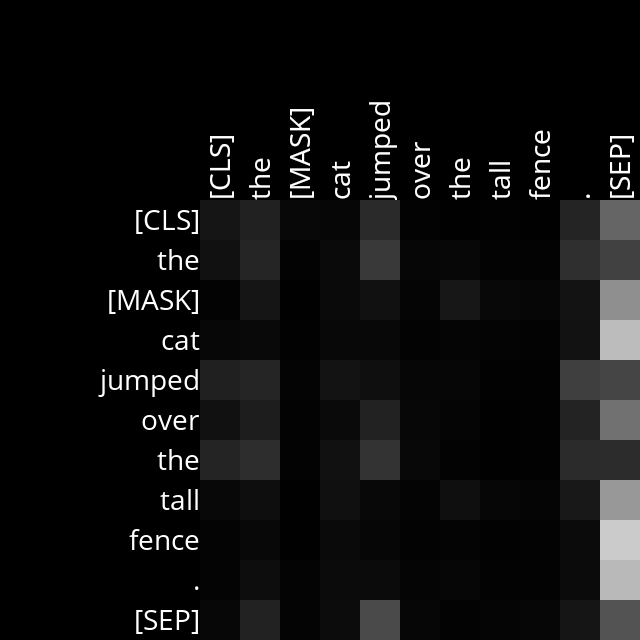 [CLS] the [MASK] cat jumped over the tall fence . [SEP]
[CLS]
the
[MASK]
cat
jumped
over
the
tall
fence
.
[SEP]